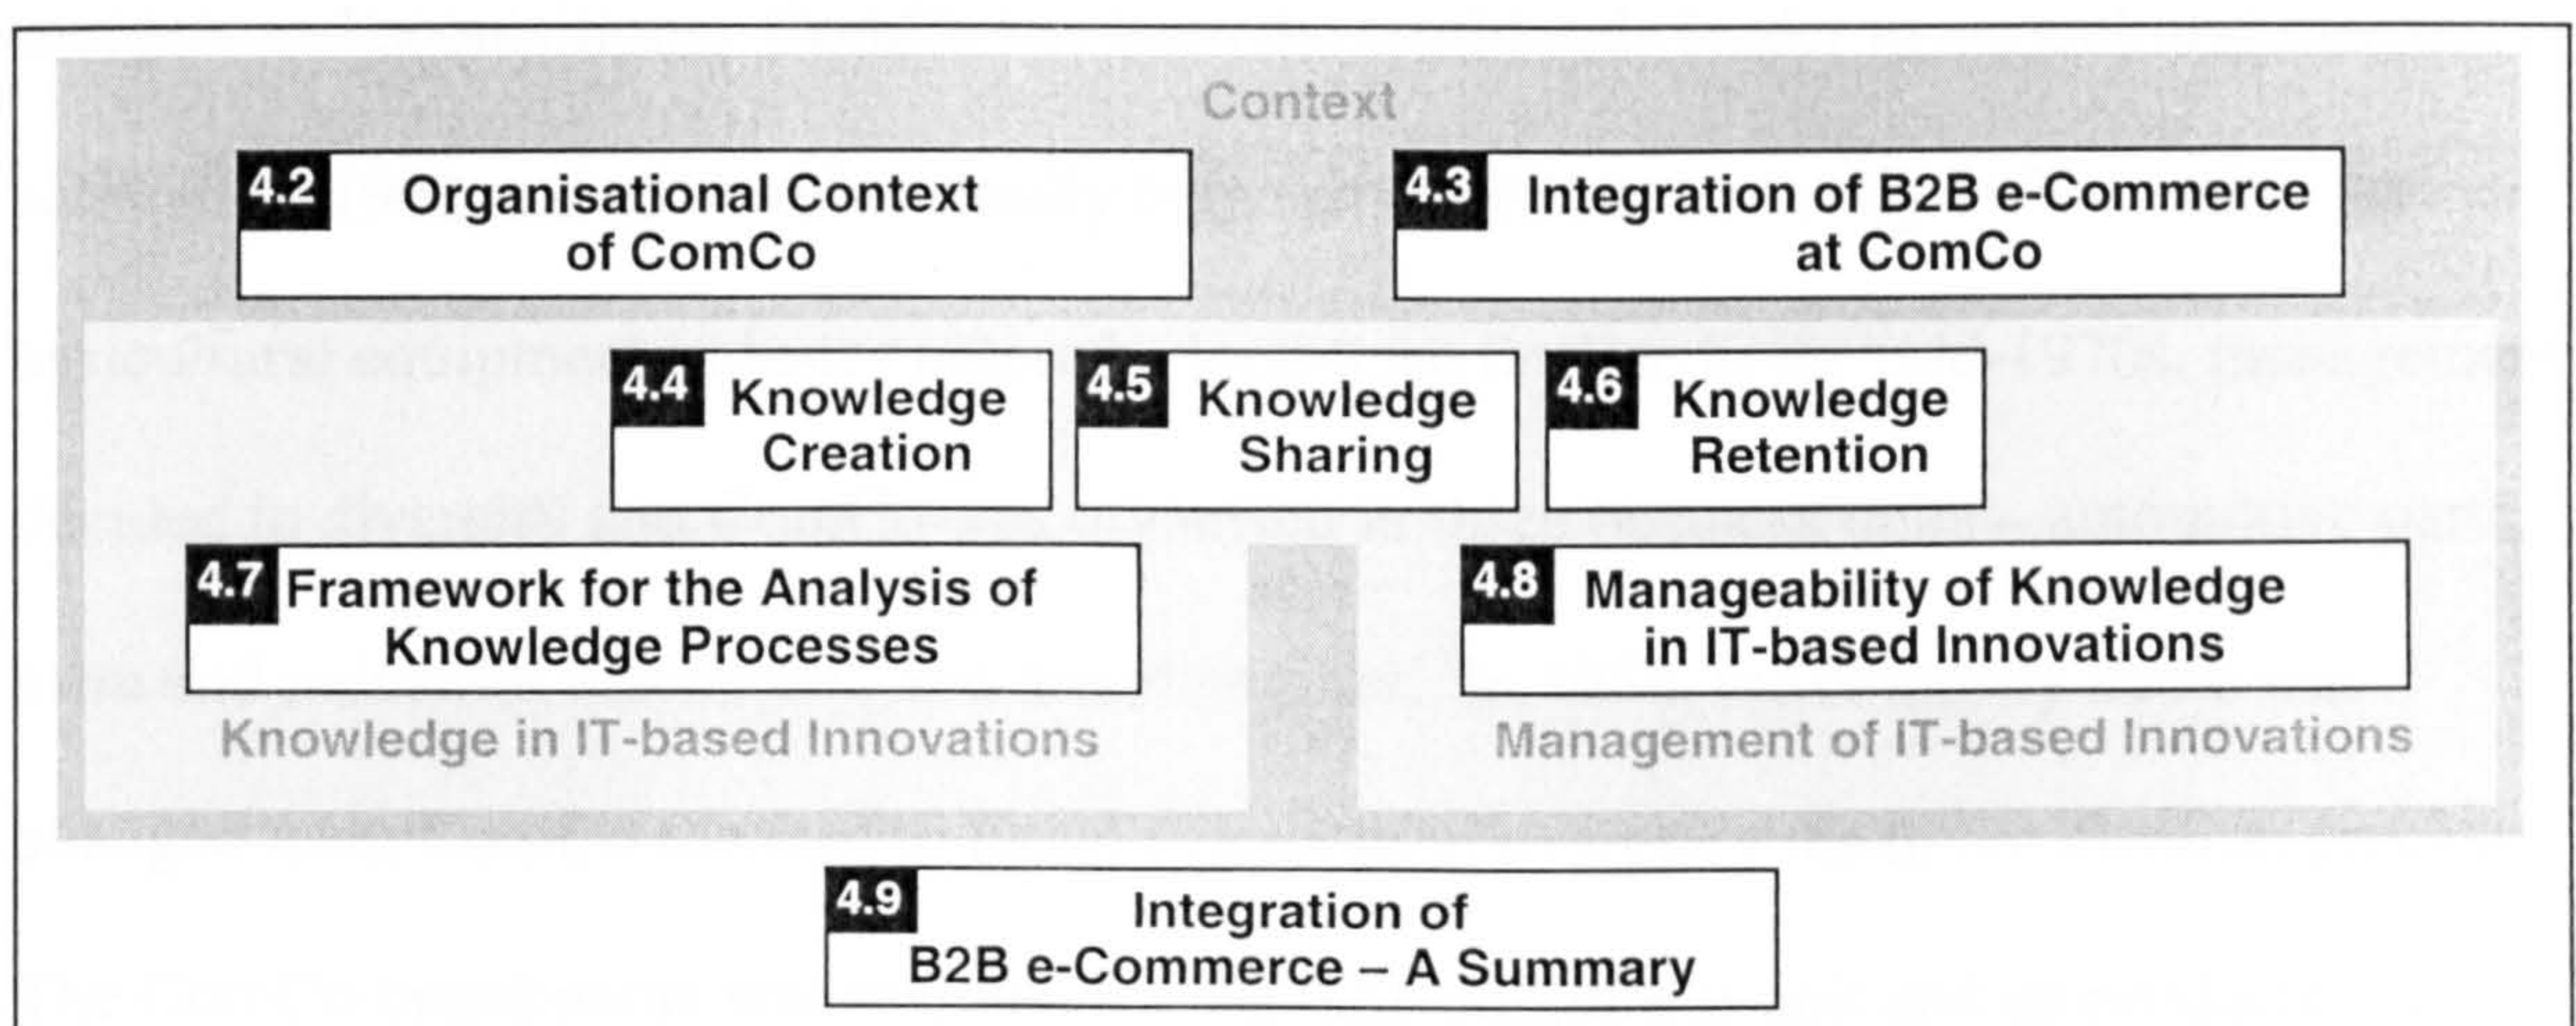 Context
4.2 Organisational Context
of ComCo
4.3 Integration of B2B e-Commerce
at ComCo
4.4 Knowledge
Creation
4.5 Knowledge
Sharing
4.6 Knowledge
Retention
4.7 Framework for the Analysis of
Knowledge Processes
4.8 Manageability of Knowledge
in IT-based Innovations
Knowledge in IT-based Innovations
Management of IT-based Innovations
4.9 Integration of
B2B e-Commerce – A Summary